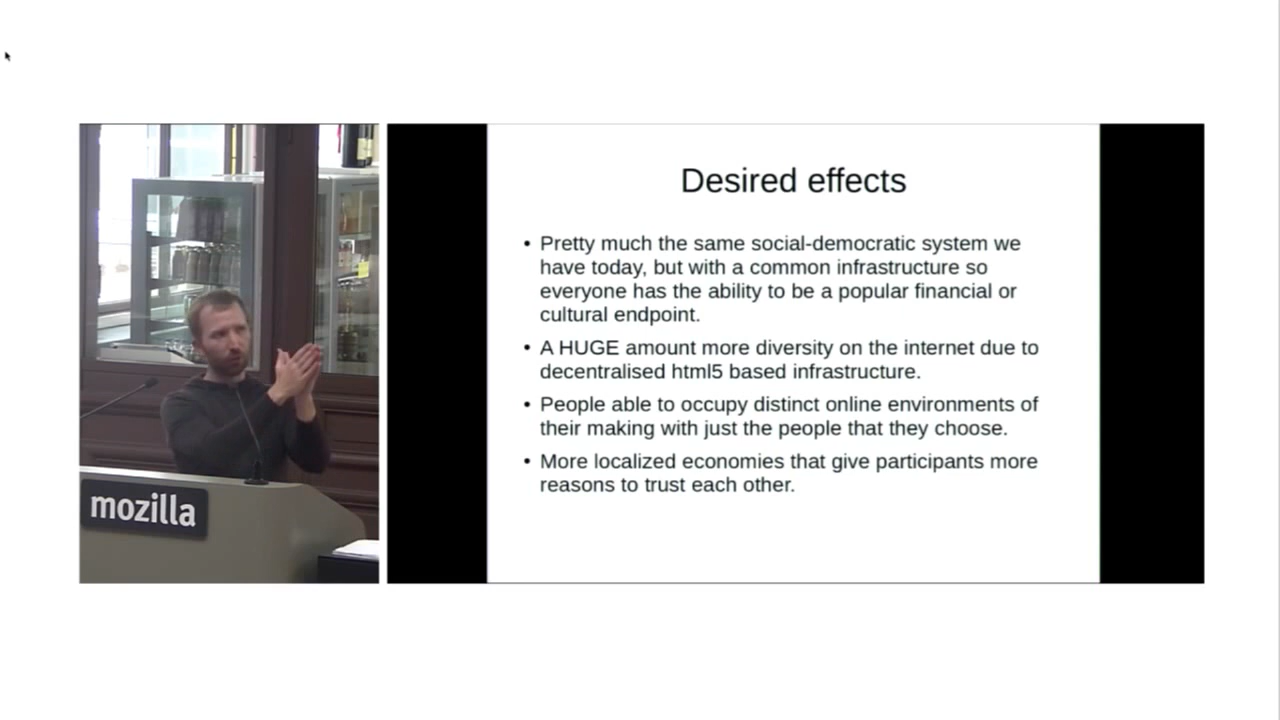 mozilla
Desired effects
• Pretty much the same social-democratic system we
have today, but with a common infrastructure so
everyone has the ability to be a popular financial or
cultural endpoint.
• A HUGE amount more diversity on the internet due to
decentralised html5 based infrastructure.
• People able to occupy distinct online environments of
their making with just the people that they choose.
• More localized economies that give participants more
reasons to trust each other.